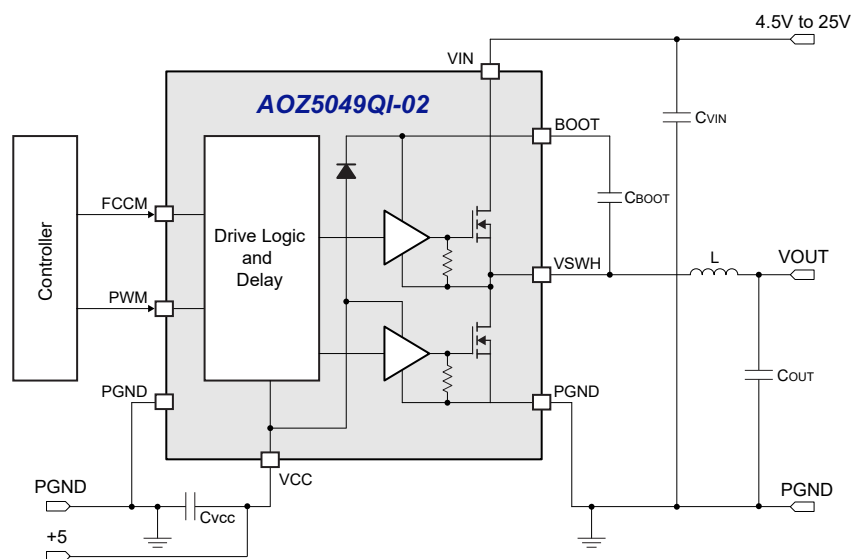 4.5V to 25V
VIN
AOZ5049QI-02
BOOT
CVIN
CBOOT
Controller
FCCM
Drive Logic
and
Delay
VSWH
L
VOUT
PWM
PGND
PGND
COUT
VCC
PGND
Cvcc
PGND
+5